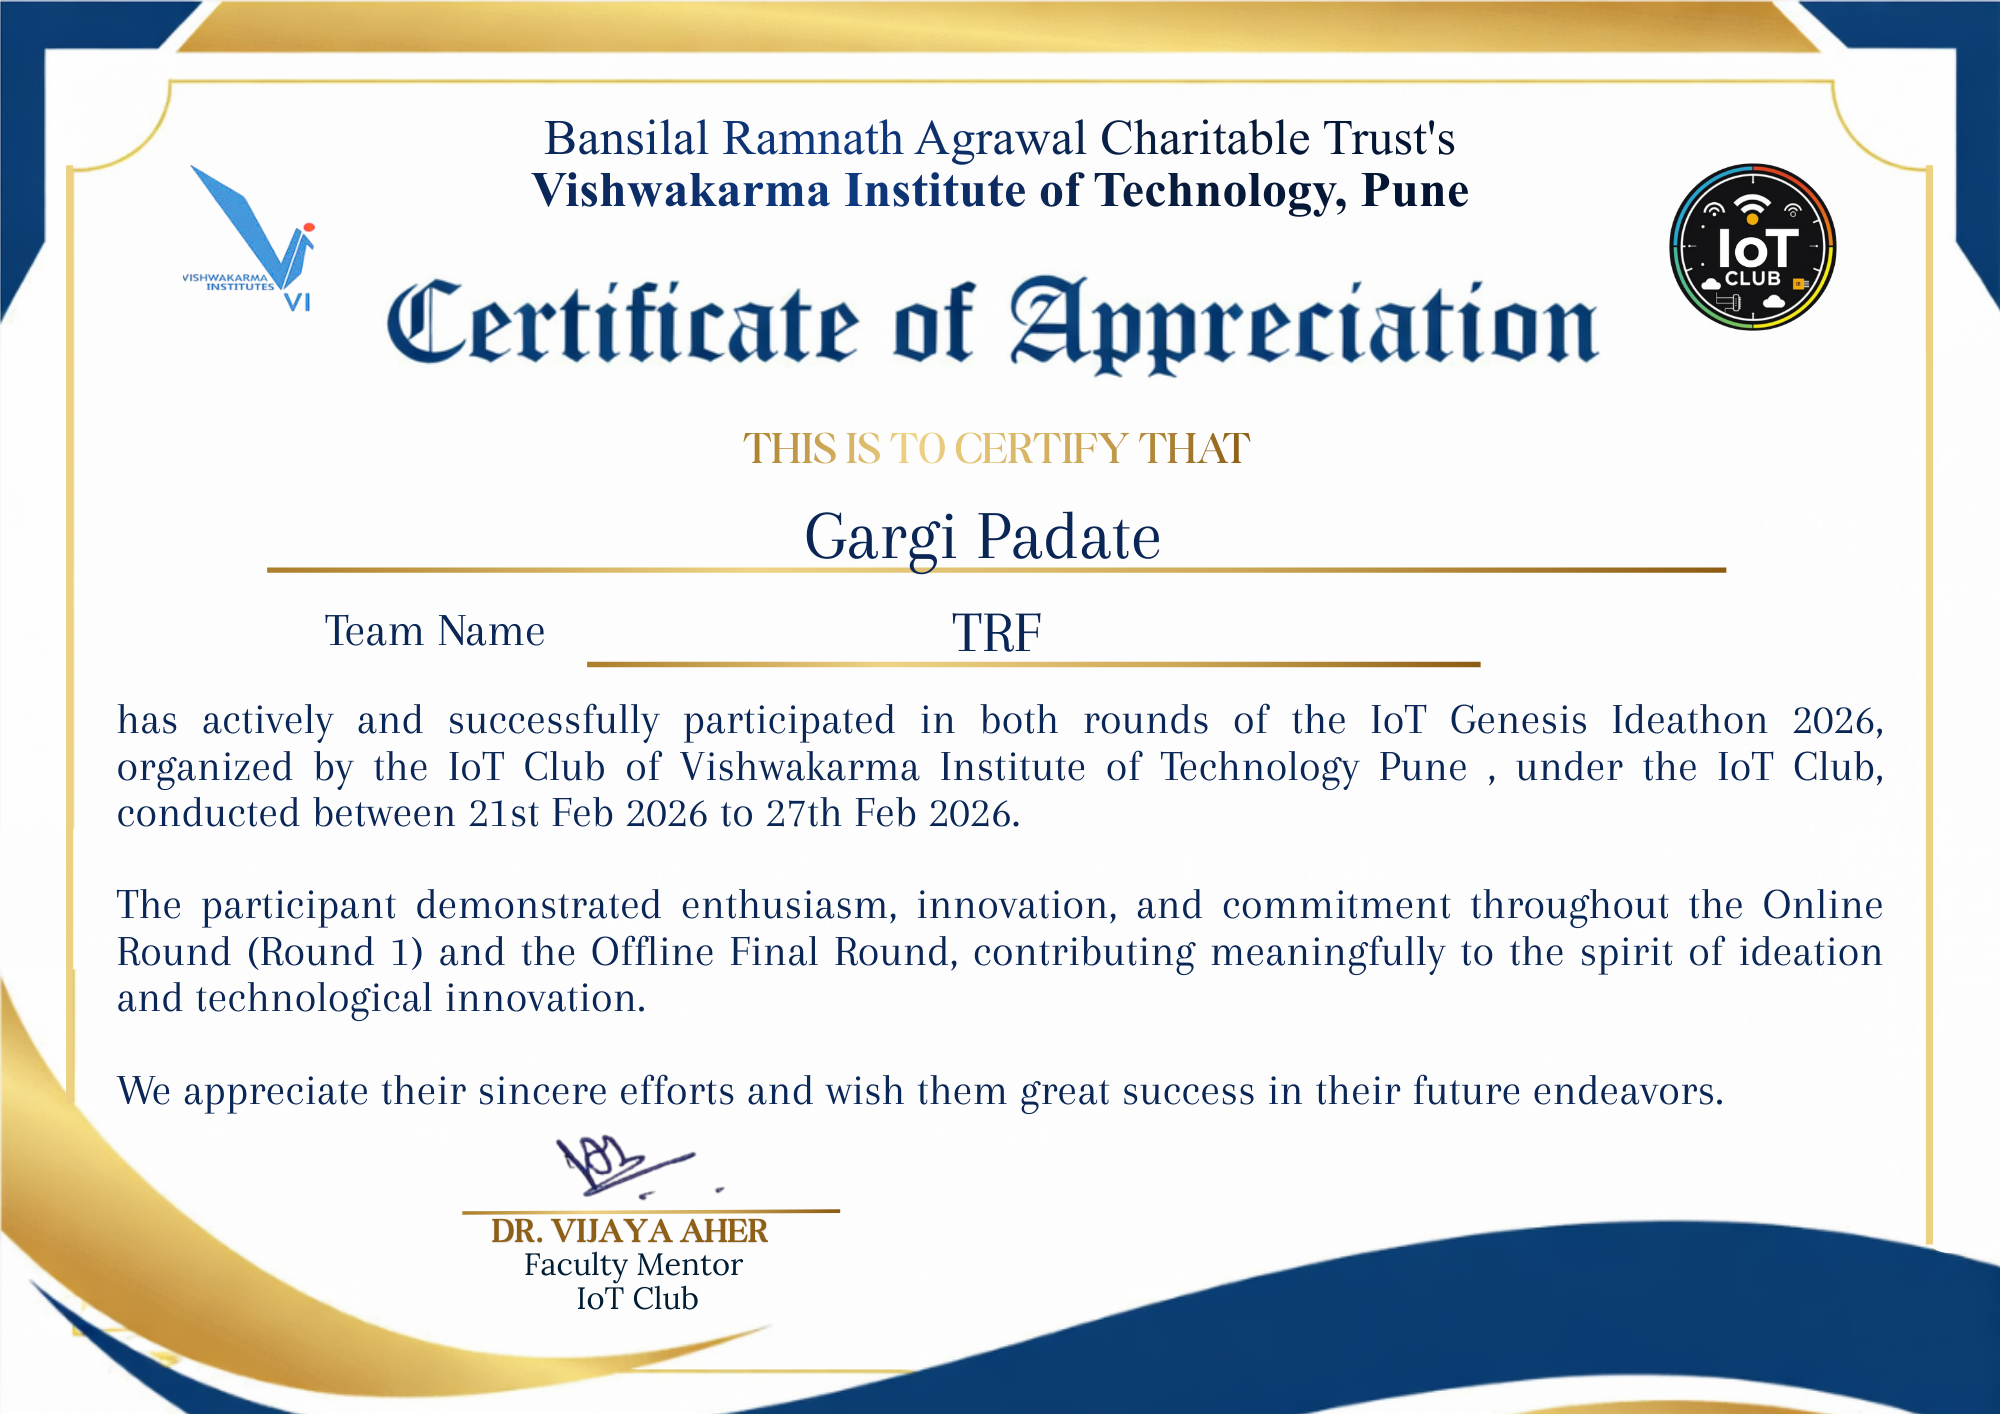 Bansilal Ramnath Agrawal Charitable Trust's
Vishwakarma Institute of Technology, Pune
VISHWAKARMA
INSTITUTES
VI
IoT
CLUB
Certificate of Appreciation
THIS IS TO CERTIFY THAT
Gargi Padate
Team Name TRF
has actively and successfully participated in both rounds of the IoT Genesis Ideathon 2026,
organized by the IoT Club of Vishwakarma Institute of Technology Pune , under the IoT Club,
conducted between 21st Feb 2026 to 27th Feb 2026.
The participant demonstrated enthusiasm, innovation, and commitment throughout the Online
Round (Round 1) and the Offline Final Round, contributing meaningfully to the spirit of ideation
and technological innovation.
We appreciate their sincere efforts and wish them great success in their future endeavors.
DR. VIJAYA AHER
Faculty Mentor
IoT Club